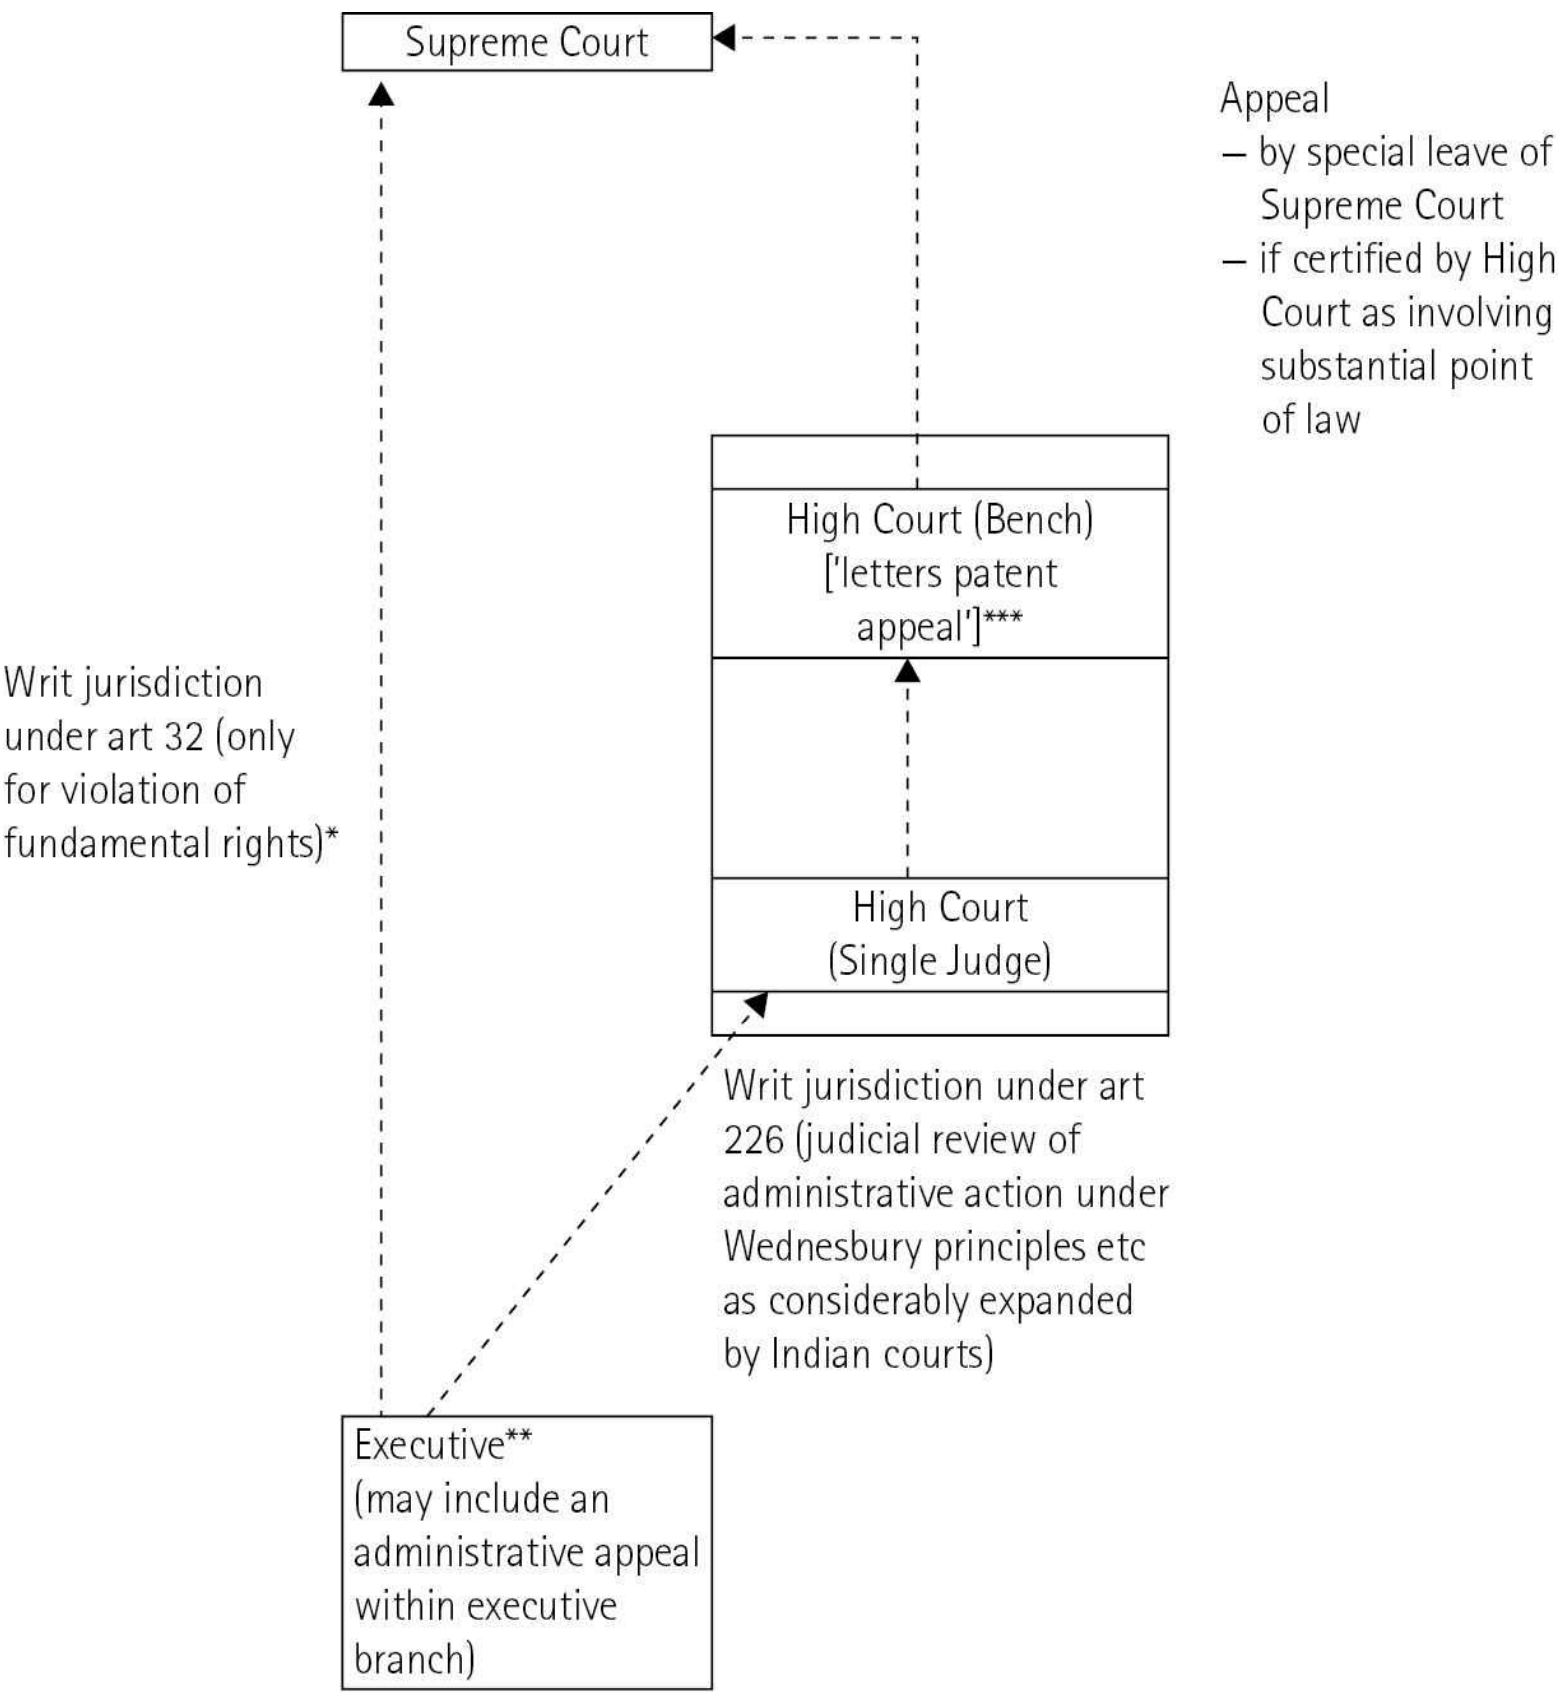 Supreme Court
Appeal
– by special leave of
Supreme Court
– if certified by High
Court as involving
substantial point
of law
High Court (Bench)
['letters patent
appeal']***
Writ jurisdiction
under art 32 (only
for violation of
fundamental rights)*
High Court
(Single Judge)
Writ jurisdiction under art
226 (judicial review of
administrative action under
Wednesbury principles etc
as considerably expanded
by Indian courts)
Executive**
(may include an
administrative appeal
within executive
branch)